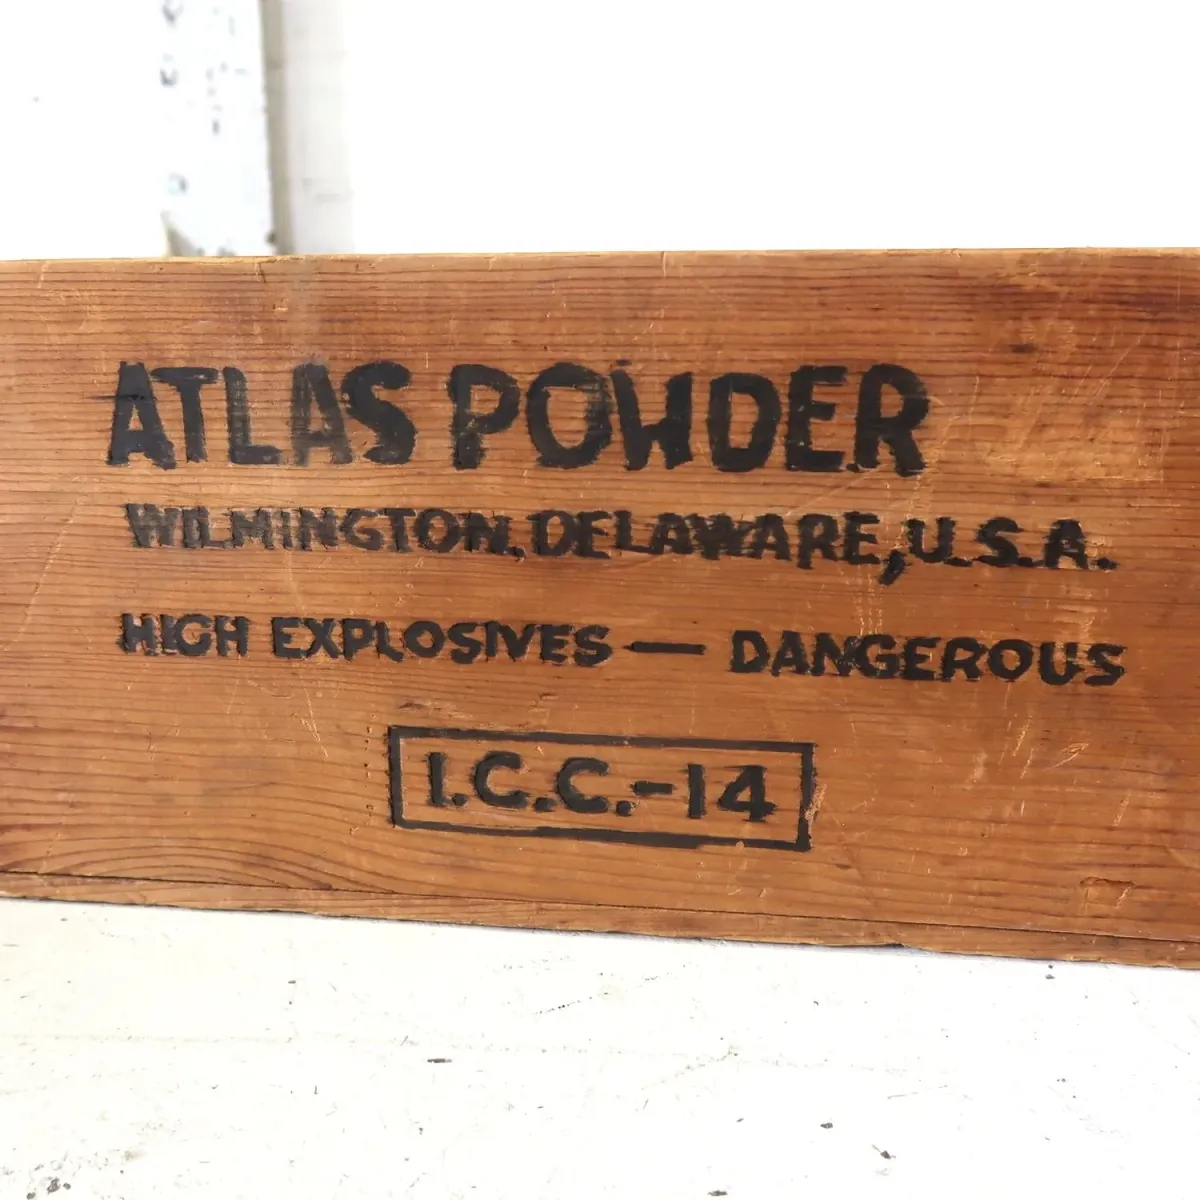 ATLAS POWDER
WILMINGTON, DELAWARE, U.S.A.
HIGH EXPLOSIVES — DANGEROUS
I.C.C.-14